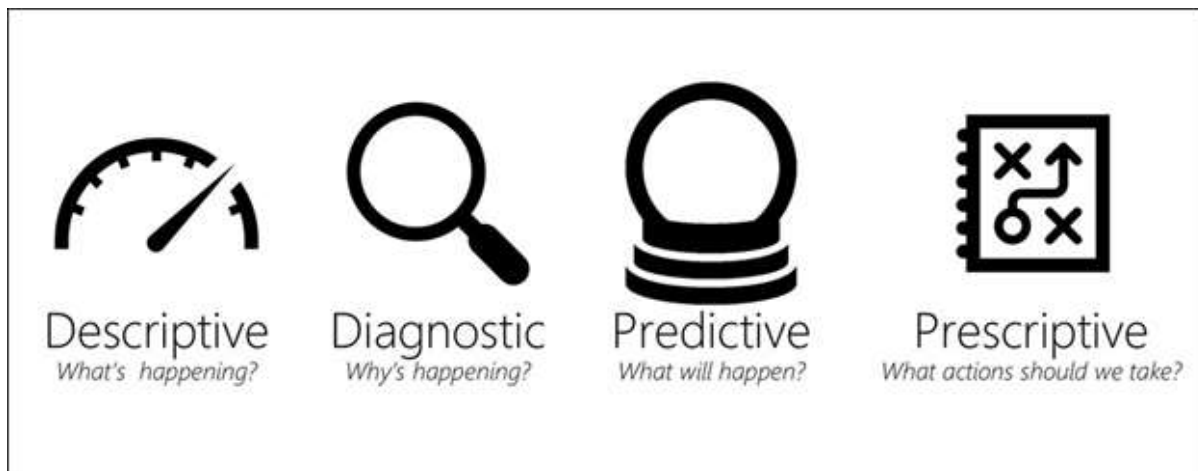 Descriptive
What's happening?
Diagnostic
Why's happening?
Predictive
What will happen?
Prescriptive
What actions should we take?